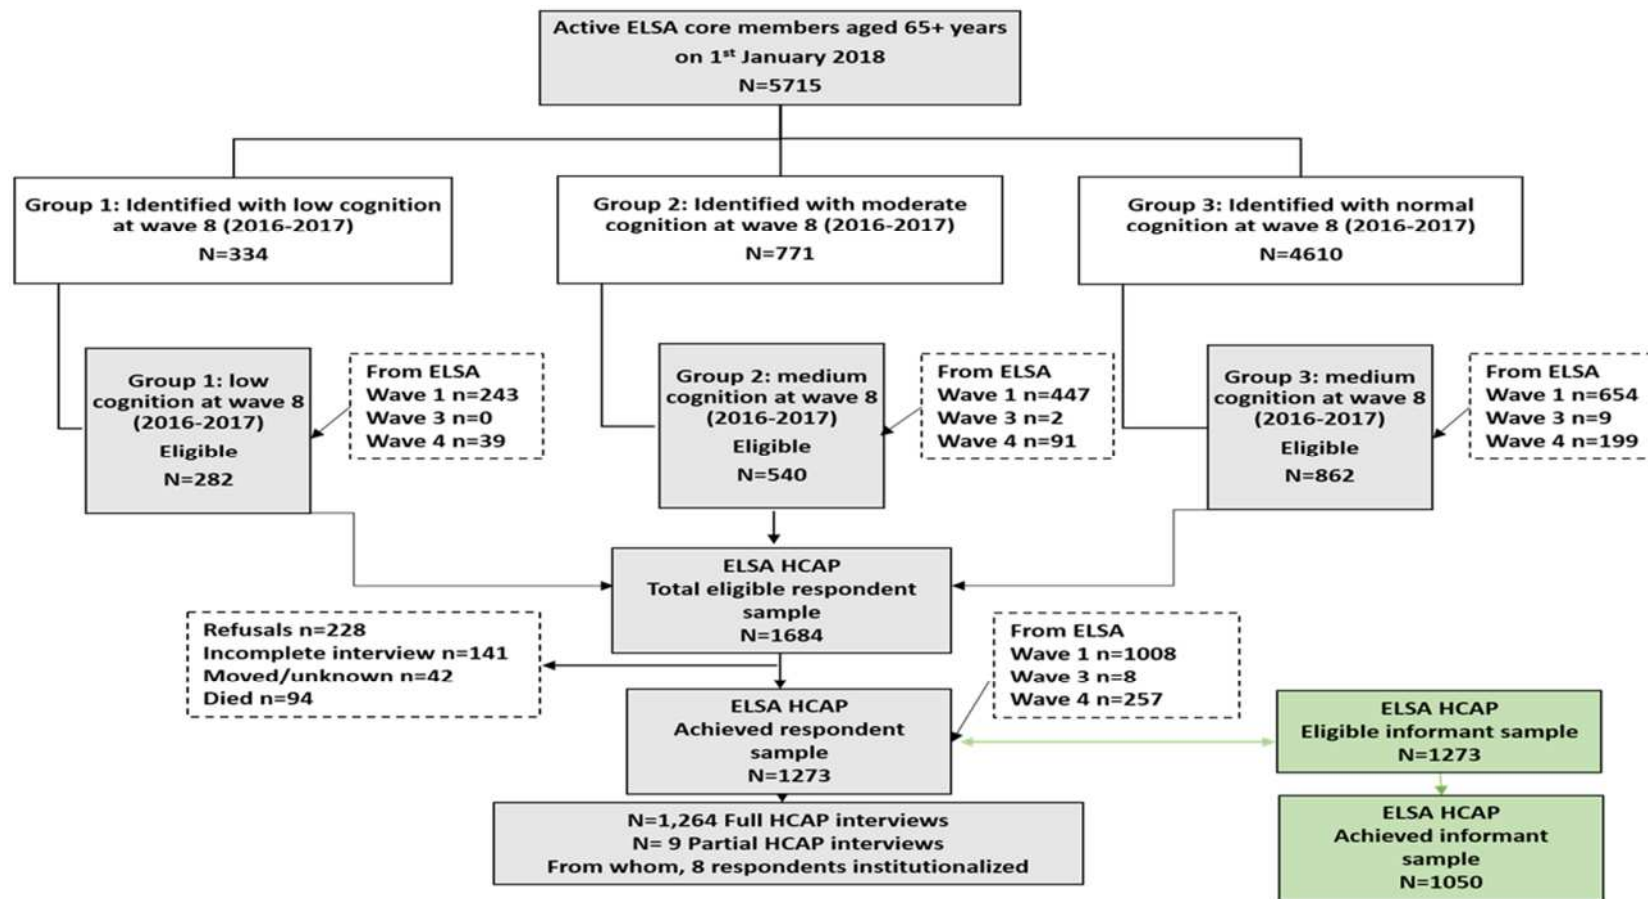 Active ELSA core members aged 65+ years
on 1st January 2018
N=5715
Group 1: Identified with low cognition
at wave 8 (2016-2017)
N=334
Group 2: Identified with moderate
cognition at wave 8 (2016-2017)
N=771
Group 3: Identified with normal
cognition at wave 8 (2016-2017)
N=4610
Group 1: low
cognition at wave 8
(2016-2017)
Eligible
N=282
From ELSA
Wave 1 n=243
Wave 3 n=0
Wave 4 n=39
Group 2: medium
cognition at wave 8
(2016-2017)
Eligible
N=540
From ELSA
Wave 1 n=447
Wave 3 n=2
Wave 4 n=91
Group 3: medium
cognition at wave 8
(2016-2017)
Eligible
N=862
From ELSA
Wave 1 n=654
Wave 3 n=9
Wave 4 n=199
ELSA HCAP
Total eligible respondent
sample
N=1684
Refusals n=228
Incomplete interview n=141
Moved/unknown n=42
Died n=94
From ELSA
Wave 1 n=1008
Wave 3 n=8
Wave 4 n=257
ELSA HCAP
Achieved respondent
sample
N=1273
ELSA HCAP
Eligible informant sample
N=1273
N=1,264 Full HCAP interviews
N= 9 Partial HCAP interviews
From whom, 8 respondents institutionalized
ELSA HCAP
Achieved informant
sample
N=1050